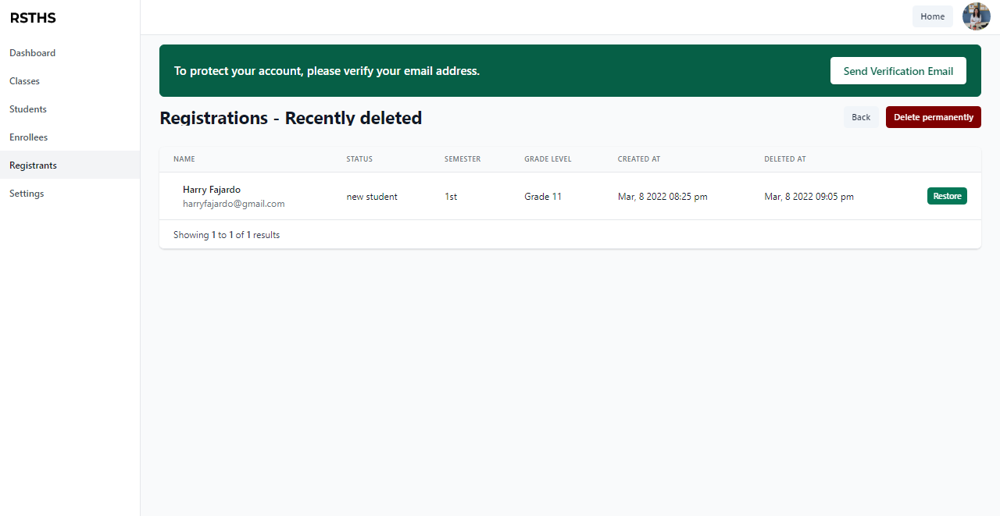 RSTHS
Home
Dashboard
Classes
Students
Enrollees
Registrants
Settings
To protect your account, please verify your email address.
Send Verification Email
Registrations - Recently deleted
Back
Delete permanently
NAME STATUS SEMESTER GRADE LEVEL CREATED AT DELETED AT
Harry Fajardo
harryfajardo@gmail.com
new student 1st Grade 11 Mar, 8 2022 08:25 pm Mar, 8 2022 09:05 pm Restore
Showing 1 to 1 of 1 results